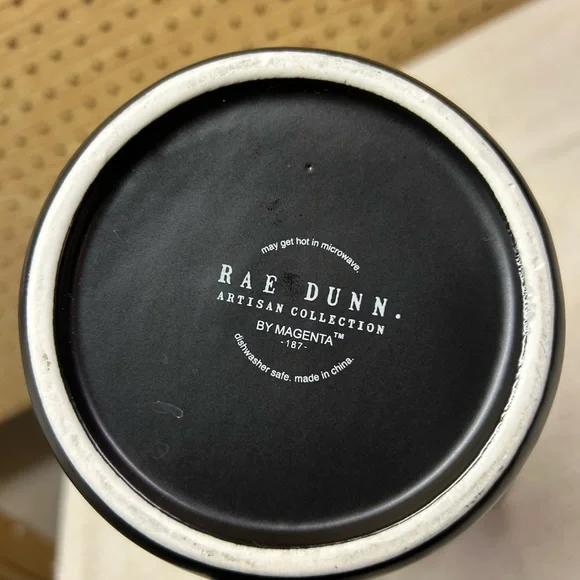 may get hot in microwave.
RAE DUNN.
ARTISAN COLLECTION
BY MAGENTA™
-187-
dishwasher safe. made in china.